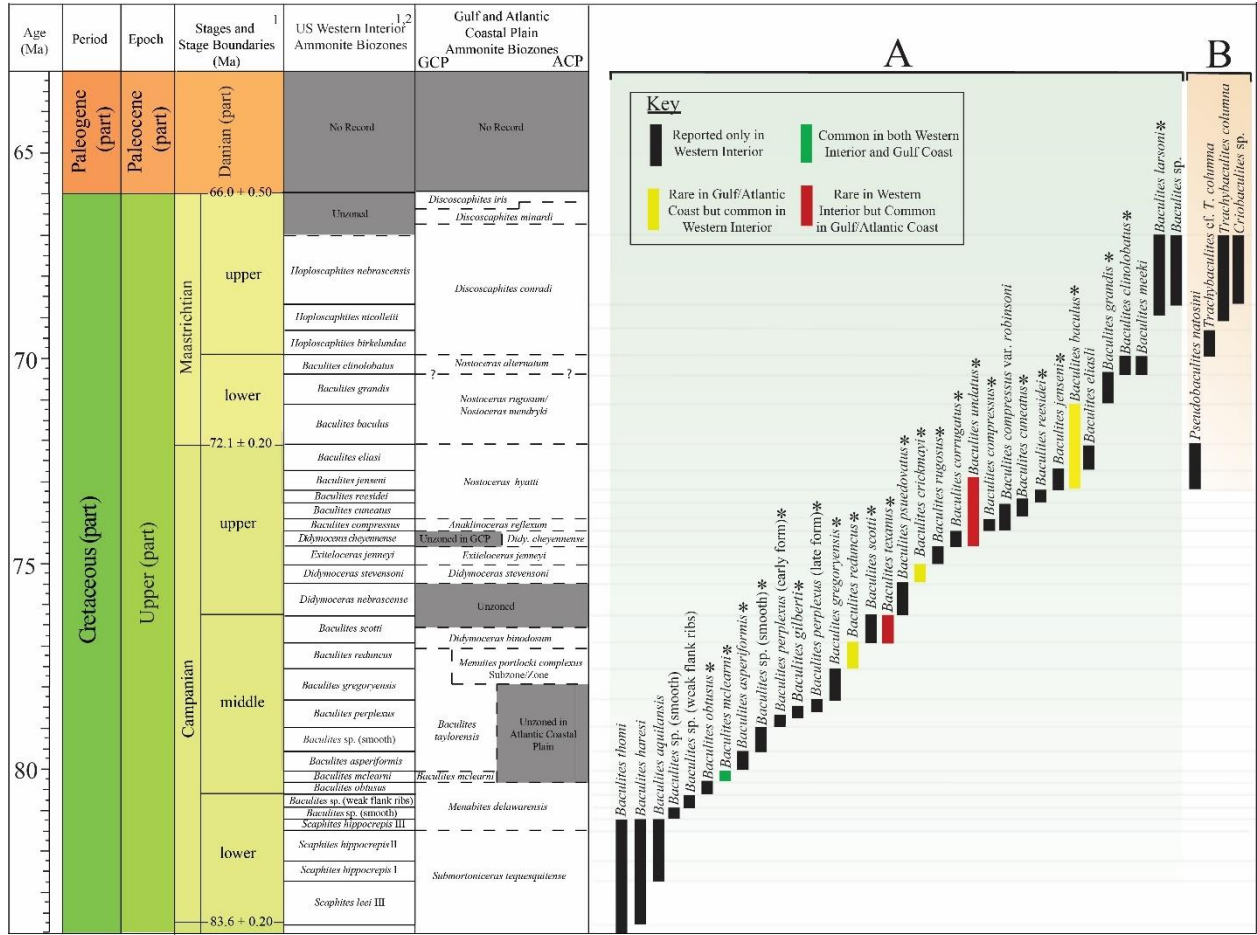 Age
(Ma)
Period
Epoch
Stages and
Stage Boundaries
(Ma)
1
US Western Interior
Ammonite Biozones
1,2
Gulf and Atlantic
Coastal Plain
Ammonite Biozones
GCP
ACP
A
B
65
70
75
80
Paleogene
(part)
Cretaceous (part)
Paleocene
(part)
Upper (part)
Danian (part)
66.0 + 0.50
Maastrichtian
upper
lower
72.1 + 0.20
Campanian
upper
middle
lower
83.6 + 0.20
No Record
Unzoned
Hoploscaphites nebrascensis
Hoploscaphites nicolletii
Hoploscaphites birkelundae
Baculites clinolobatus
Baculites grandis
Baculites baculus
Baculites eliasi
Baculites jenseni
Baculites reesidei
Baculites cuneatus
Baculites compressus
Didymoceras cheyennense
Exiteloceras jenneyi
Didymoceras stevensoni
Didymoceras nebrascense
Baculites scotti
Baculites reduncus
Baculites gregoryensis
Baculites perplexus
Baculites sp. (smooth)
Baculites asperiformis
Baculites mclearni
Baculites obtusus
Baculites sp. (weak flank ribs)
Baculites sp. (smooth)
Scaphites hippocrepis III
Scaphites hippocrepis II
Scaphites hippocrepis I
Scaphites leei III
No Record
Discoscaphites iris
Discoscaphites minardi
Discoscaphites conradi
Nostoceras alternatum
?
?
Nostoceras rugosum/
Nostoceras mendryki
Nostoceras hyatti
Anaklinoceras reflexum
Unzoned in GCP
Didy. cheyennense
Exiteloceras jenneyi
Didymoceras stevensoni
Unzoned
Didymoceras binodosum
Menuites portlocki complexus
Subzone/Zone
Baculites
taylorensis
Unzoned in
Atlantic Coastal
Plain
Baculites mclearni
Menabites delawarensis
Submortoniceras tequesquitense
Key
Reported only in
Western Interior
Common in both Western
Interior and Gulf Coast
Rare in Gulf/Atlantic
Coast but common in
Western Interior
Rare in Western
Interior but Common
in Gulf/Atlantic Coast
Baculites thomi
Baculites haresi
Baculites aquilansis
Baculites sp. (smooth)
Baculites sp. (weak flank ribs)
Baculites obtusus*
Baculites mclearni*
Baculites asperiformis*
Baculites sp. (smooth)*
Baculites perplexus (early form)*
Baculites gilberti*
Baculites perplexus (late form)*
Baculites gregoryensis*
Baculites reduncus*
Baculites scotti*
Baculites texanus*
Baculites psuedovatus*
Baculites crickmayi*
Baculites rugosus*
Baculites corrugatus*
Baculites undatus*
Baculites compressus*
Baculites compressus var. robinsoni
Baculites cuneatus*
Baculites reesidei*
Baculites jenseni*
Baculites baculus*
Baculites eliasli
Baculites grandis*
Baculites clinolobatus*
Baculites meeki
Baculites larsoni*
Baculites sp.
Pseudobaculites natosini
Trachybaculites cf. T. columna
Trachybaculites columna
Criobaculites sp.